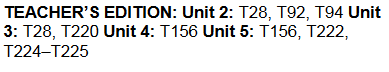 TEACHER’S EDITION: Unit 2: T28, T92, T94 Unit
3: T28, T220 Unit 4: T156 Unit 5: T156, T222,
T224–T225